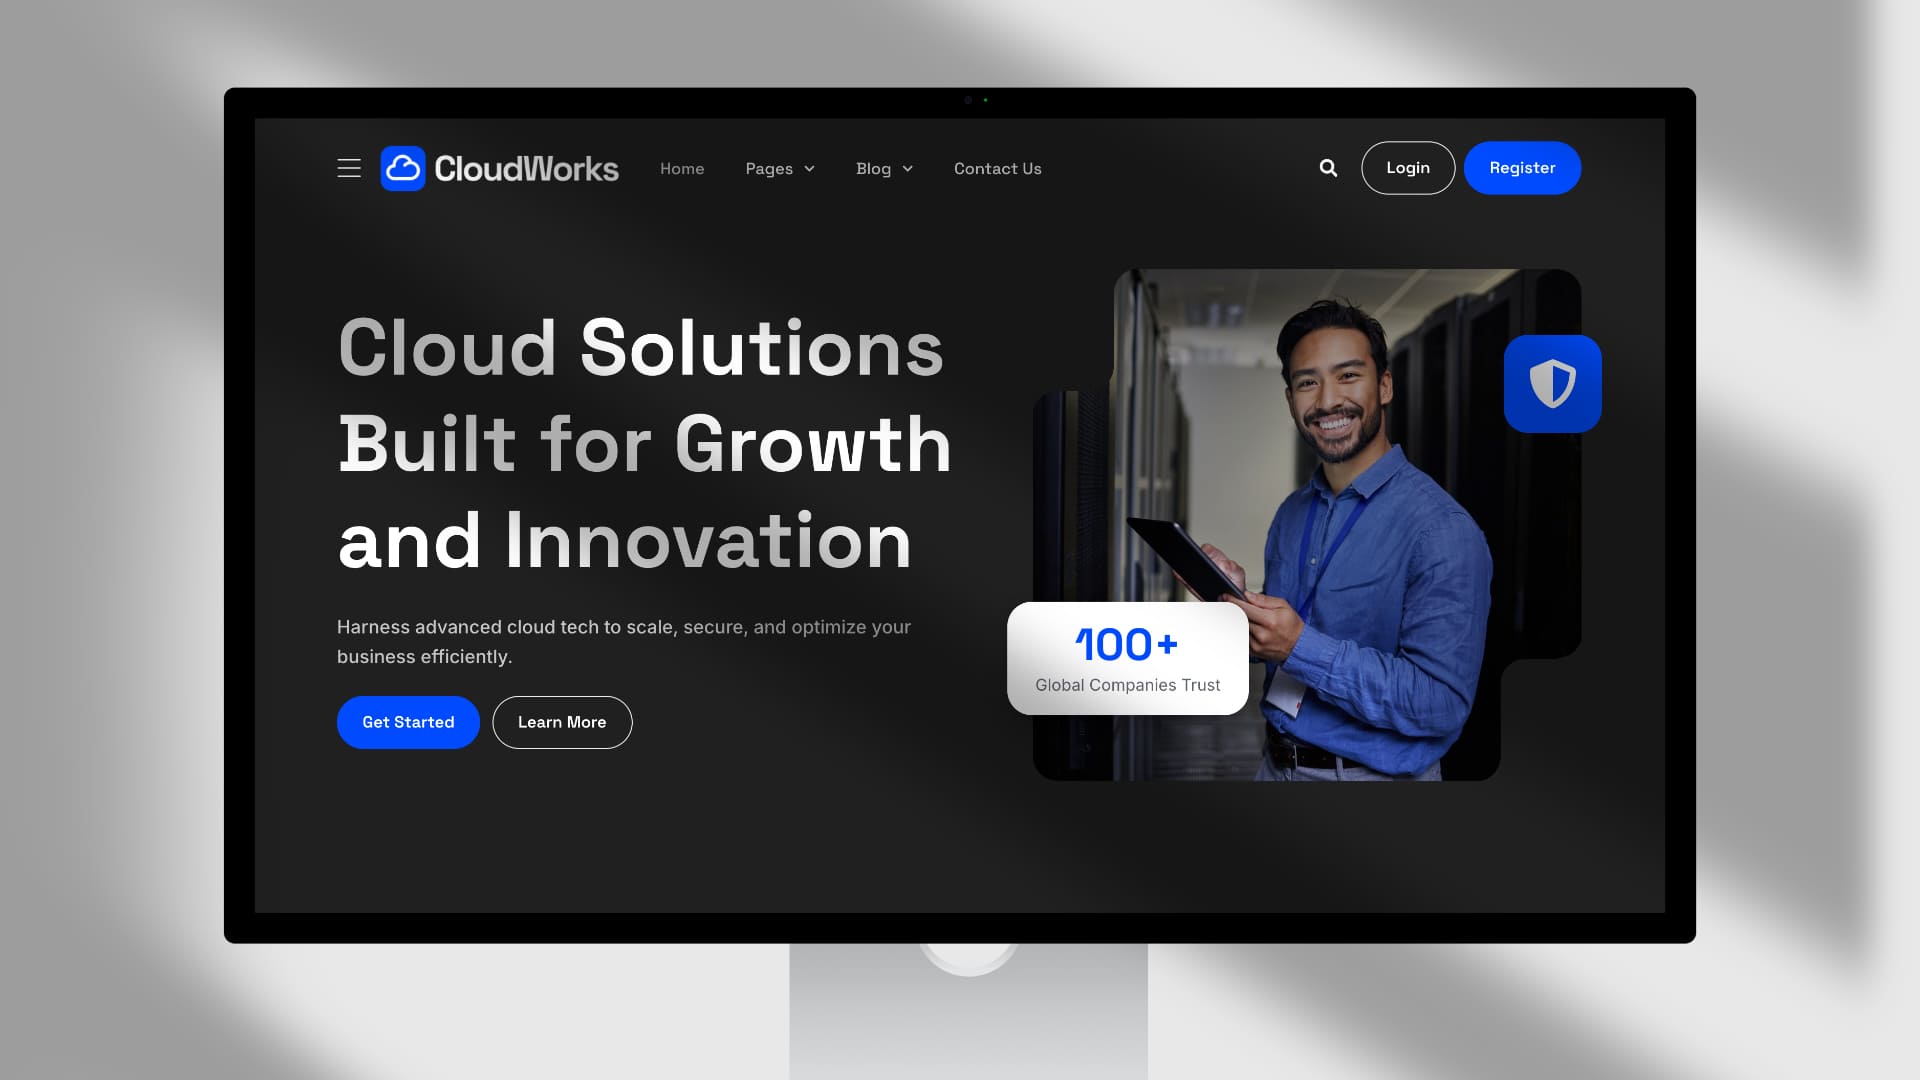 CloudWorks
Home
Pages
Blog
Contact Us
Login
Register
Cloud Solutions
Built for Growth
and Innovation
Harness advanced cloud tech to scale, secure, and optimize your
business efficiently.
Get Started
Learn More
100+
Global Companies Trust